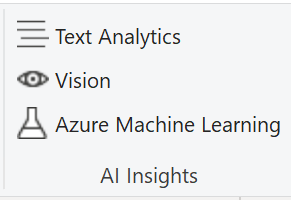 Text Analytics
Vision
Azure Machine Learning
AI Insights